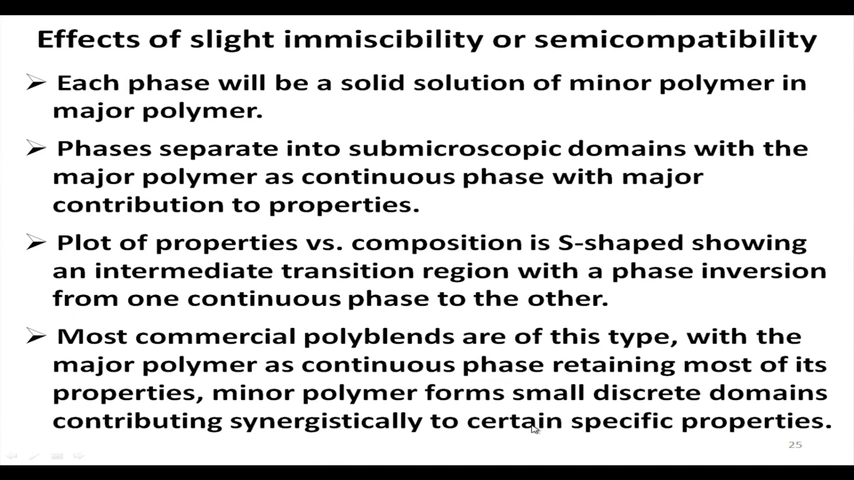 Effects of slight immiscibility or semicompatibility
Each phase will be a solid solution of minor polymer in
major polymer.
Phases separate into submicroscopic domains with the
major polymer as continuous phase with major
contribution to properties.
Plot of properties vs. composition is S-shaped showing
an intermediate transition region with a phase inversion
from one continuous phase to the other.
Most commercial polyblends are of this type, with the
major polymer as continuous phase retaining most of its
properties, minor polymer forms small discrete domains
contributing synergistically to certain specific properties.
25